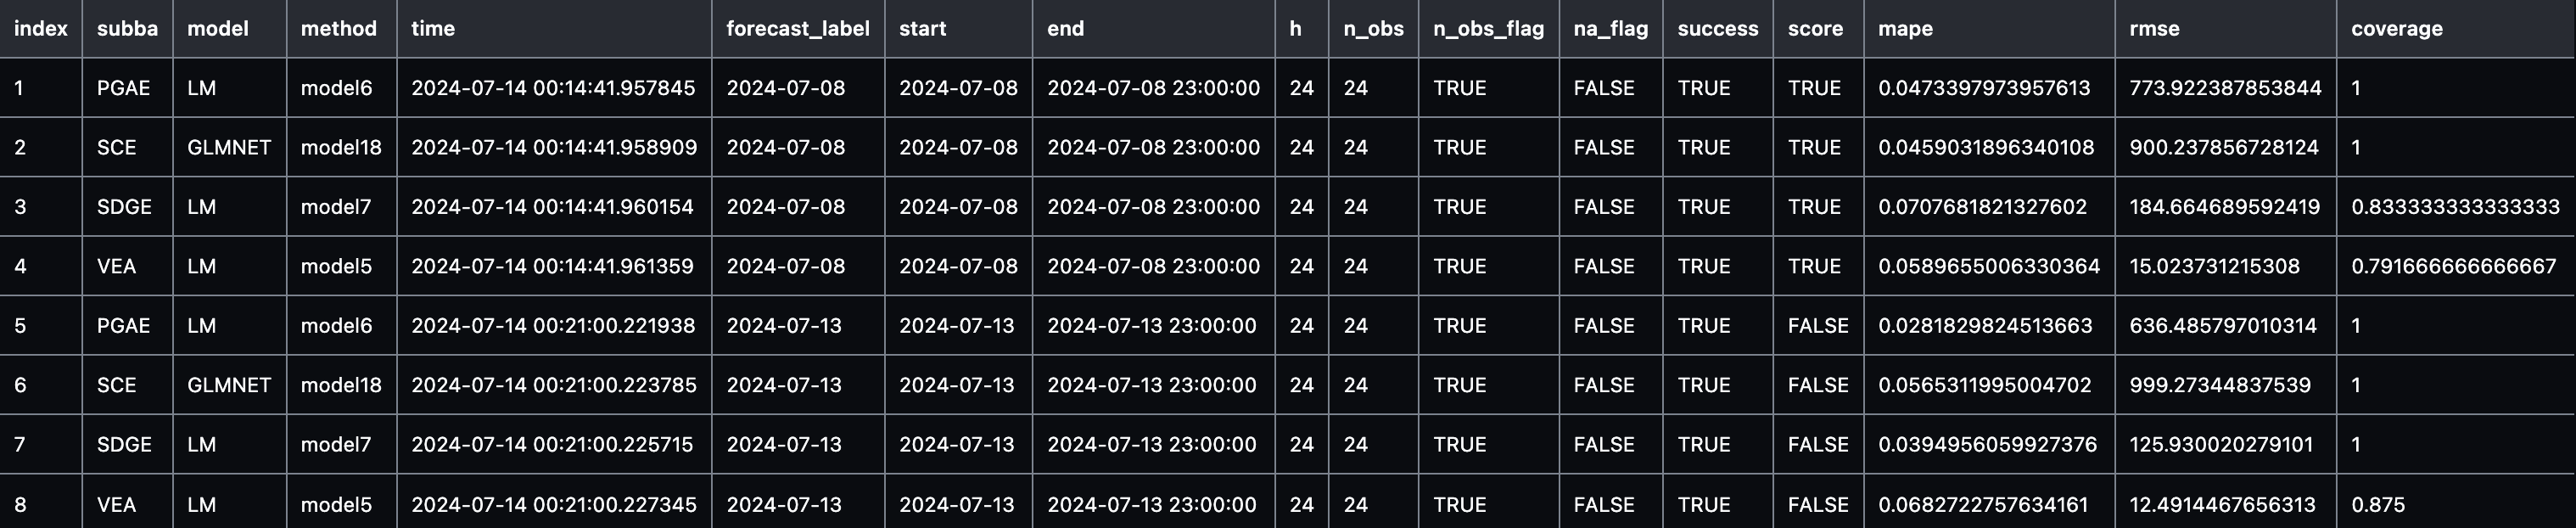 index subba model method time forecast_label start end h n_obs n_obs_flag na_flag success score mape rmse coverage
1 PGAE LM model6 2024-07-14 00:14:41.957845 2024-07-08 2024-07-08 2024-07-08 23:00:00 24 24 TRUE FALSE TRUE TRUE 0.0473397973957613 773.922387853844 1
2 SCE GLMNET model18 2024-07-14 00:14:41.958909 2024-07-08 2024-07-08 2024-07-08 23:00:00 24 24 TRUE FALSE TRUE TRUE 0.0459031896340108 900.237856728124 1
3 SDGE LM model7 2024-07-14 00:14:41.960154 2024-07-08 2024-07-08 2024-07-08 23:00:00 24 24 TRUE FALSE TRUE TRUE 0.0707681821327602 184.664689592419 0.833333333333333
4 VEA LM model5 2024-07-14 00:14:41.961359 2024-07-08 2024-07-08 2024-07-08 23:00:00 24 24 TRUE FALSE TRUE TRUE 0.0589655006330364 15.023731215308 0.791666666666667
5 PGAE LM model6 2024-07-14 00:21:00.221938 2024-07-13 2024-07-13 2024-07-13 23:00:00 24 24 TRUE FALSE TRUE FALSE 0.0281829824513663 636.485797010314 1
6 SCE GLMNET model18 2024-07-14 00:21:00.223785 2024-07-13 2024-07-13 2024-07-13 23:00:00 24 24 TRUE FALSE TRUE FALSE 0.0565311995004702 999.27344837539 1
7 SDGE LM model7 2024-07-14 00:21:00.225715 2024-07-13 2024-07-13 2024-07-13 23:00:00 24 24 TRUE FALSE TRUE FALSE 0.0394956059927376 125.930020279101 1
8 VEA LM model5 2024-07-14 00:21:00.227345 2024-07-13 2024-07-13 2024-07-13 23:00:00 24 24 TRUE FALSE TRUE FALSE 0.0682722757634161 12.4914467656313 0.875